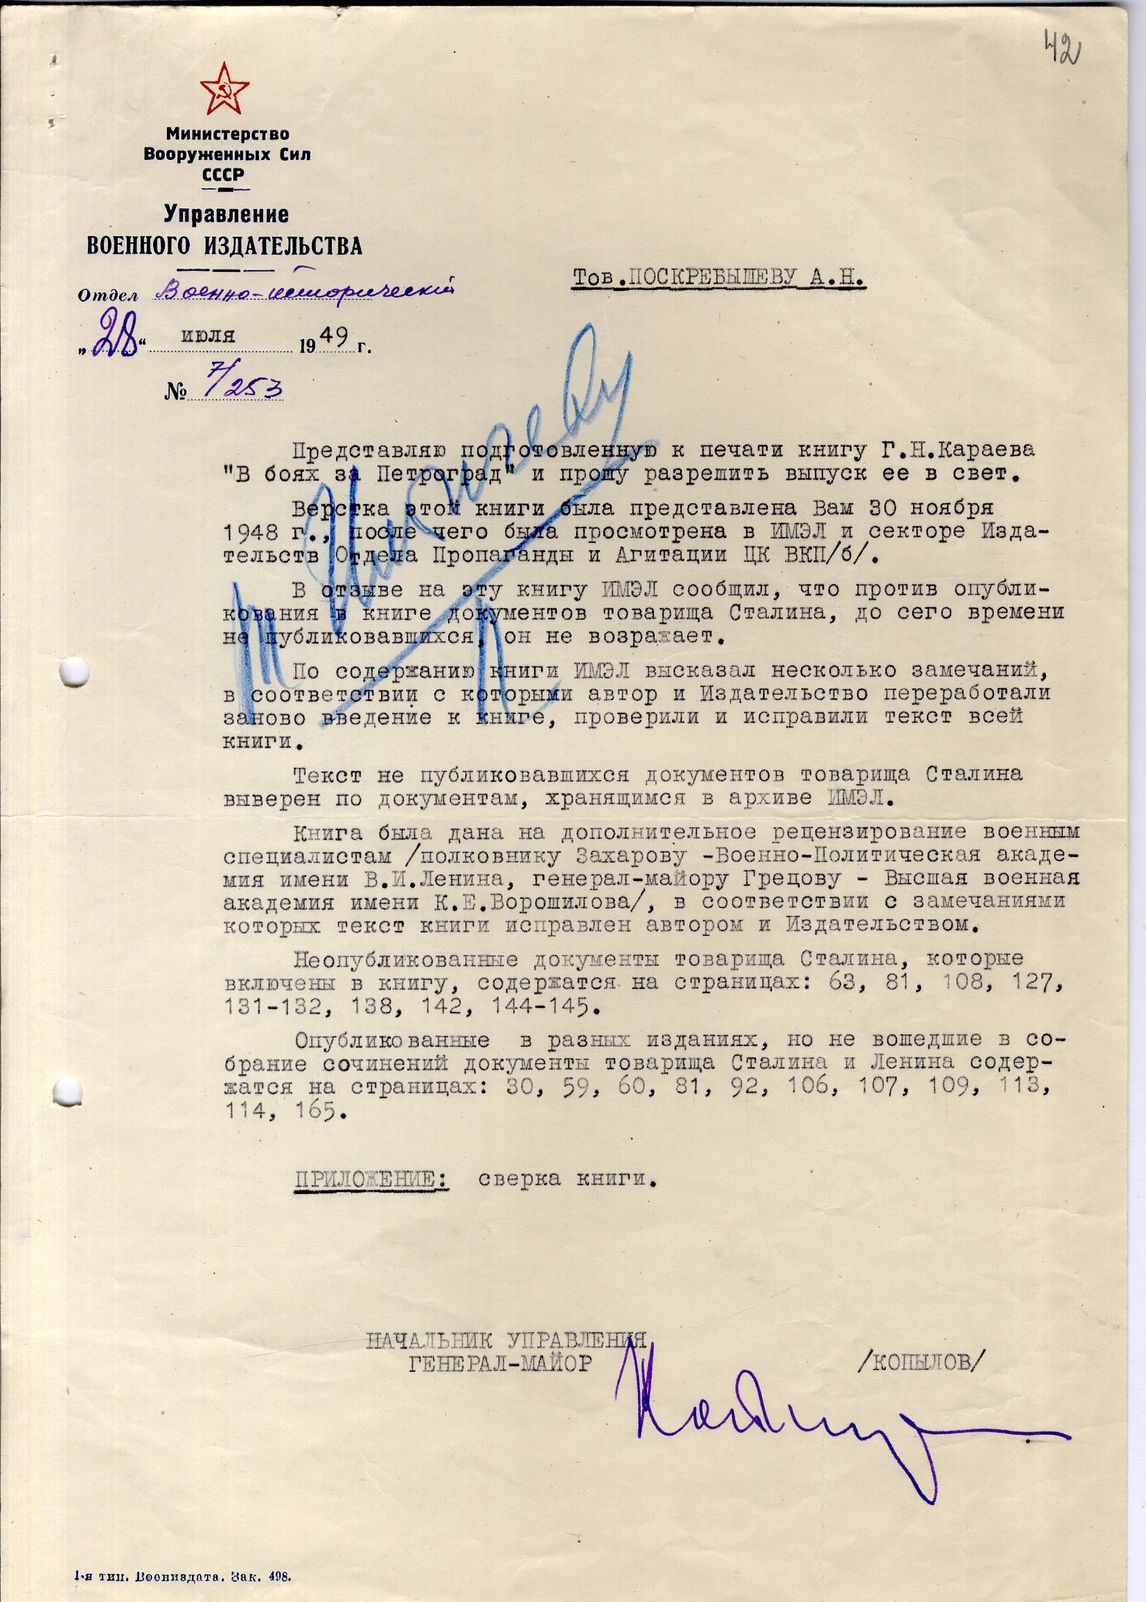 42
Министерство
Вооруженных Сил
СССР
Управление
ВОЕННОГО ИЗДАТЕЛЬСТВА
Отдел Военно-исторический
„28“ июля 1949 г.
№ 7/253
Тов.ПОСКРЕБЫШЕВУ А.Н.
Представляю подготовленную к печати книгу Г.Н.Караева
"В боях за Петроград" и прошу разрешить выпуск ее в свет.
Верстка этой книги была представлена Вам 30 ноября
1948 г., после чего была просмотрена в ИМЭЛ и секторе Изда-
тельств Отдела Пропаганды и Агитации ЦК ВКП/б/.
В отзыве на эту книгу ИМЭЛ сообщил, что против опубли-
кования в книге документов товарища Сталина, до сего времени
не публиковавшихся, он не возражает.
По содержанию книги ИМЭЛ высказал несколько замечаний,
в соответствии с которыми автор и Издательство переработали
заново введение к книге, проверили и исправили текст всей
книги.
Текст не публиковавшихся документов товарища Сталина
выверен по документам, хранящимся в архиве ИМЭЛ.
Книга была дана на дополнительное рецензирование военным
специалистам /полковнику Захарову -Военно-Политическая акаде-
мия имени В.И.Ленина, генерал-майору Грецову - Высшая военная
академия имени К.Е.Ворошилова/, в соответствии с замечаниями
которых текст книги исправлен автором и Издательством.
Неопубликованные документы товарища Сталина, которые
включены в книгу, содержатся на страницах: 63, 81, 108, 127,
131-132, 138, 142, 144-145.
Опубликованные в разных изданиях, но не вошедшие в со-
брание сочинений документы товарища Сталина и Ленина содер-
жатся на страницах: 30, 59, 60, 81, 92, 106, 107, 109, 113,
114, 165.
ПРИЛОЖЕНИЕ: сверка книги.
НАЧАЛЬНИК УПРАВЛЕНИЯ
ГЕНЕРАЛ-МАЙОР /КОПЫЛОВ/
1-я тип. Воениздата. Зак. 498.